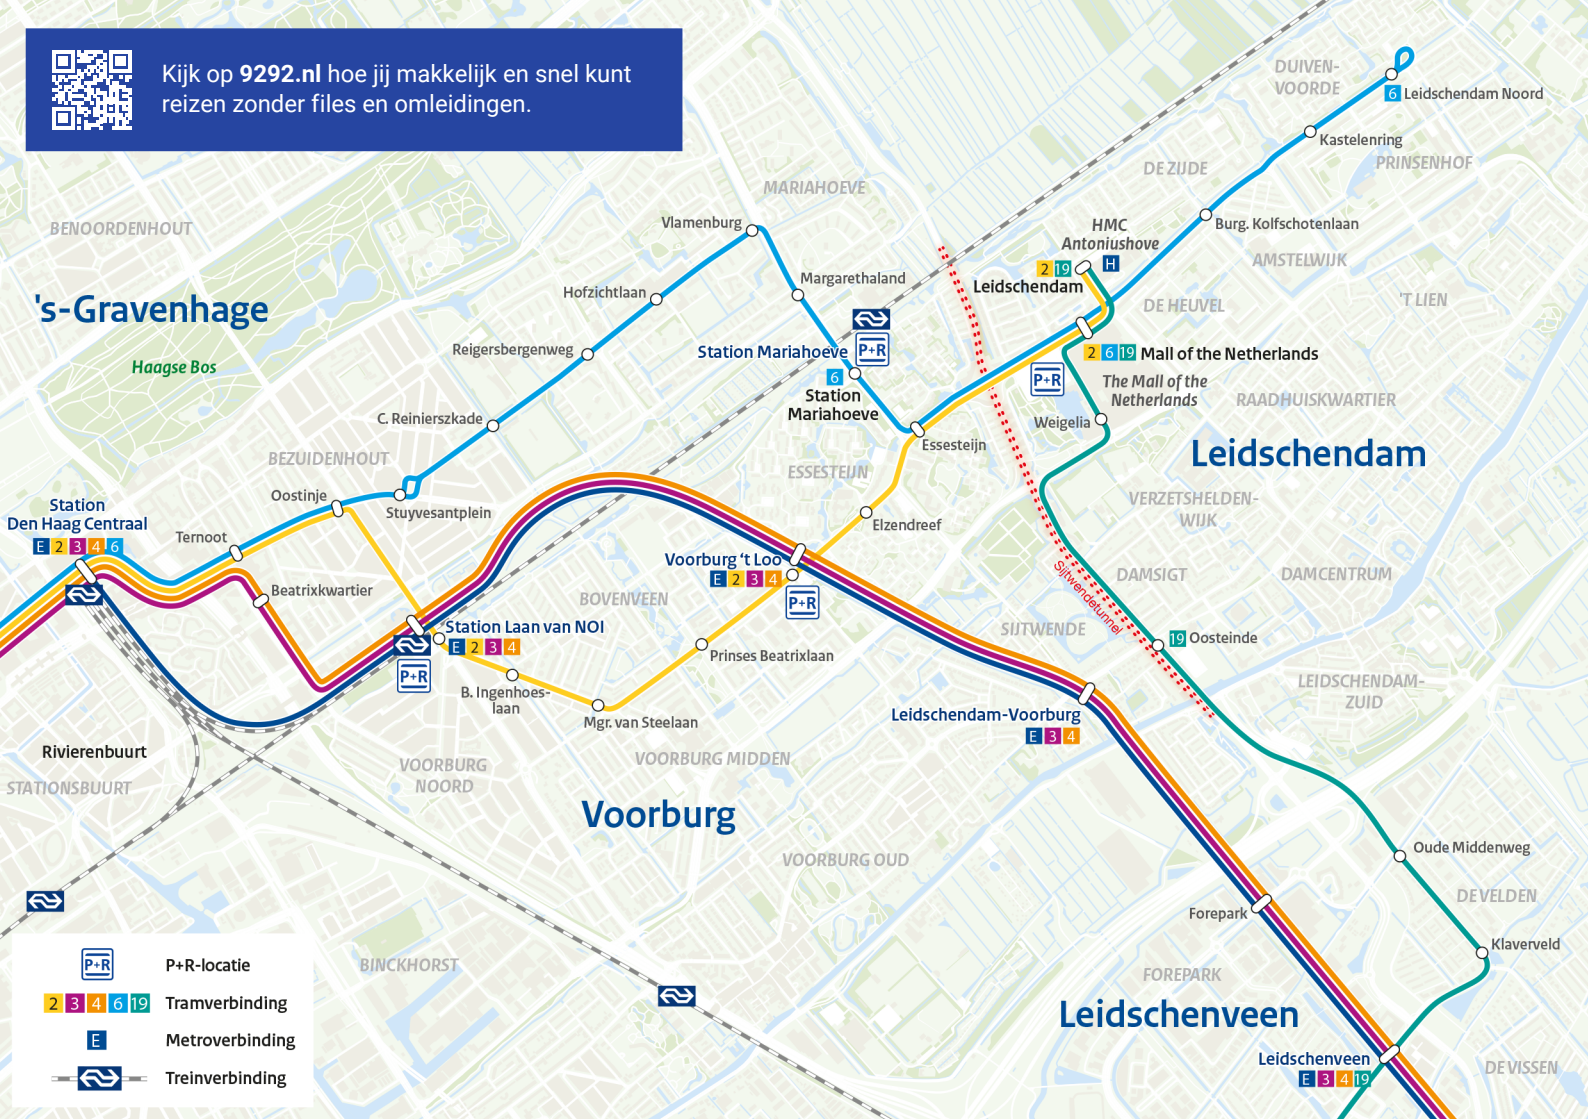 Kijk op 9292.nl hoe jij makkelijk en snel kunt
reizen zonder files en omleidingen.
DUIVEN-
VOORDE
6 Leidschendam Noord
Kastelenring
PRINSENHOF
DE ZIJDE
MARIAHOEVE
BENOORDENHOUT
Vlamenburg
Burg. Kolfschotenlaan
HMC
Antoniushove
H
2 19
Leidschendam
AMSTELWIJK
Margarethaland
Hofzichtlaan
'T LIEN
DE HEUVEL
's-Gravenhage
Haagse Bos
Reigersbergenweg
Station Mariahoeve
P+R
6
Station
Mariahoeve
2 6 19 Mall of the Netherlands
P+R
The Mall of the
Netherlands
RAADHUISKWARTIER
Weigelia
C. Reinierszkade
Essesteijn
Leidschendam
BEZUIDENHOUT
ESSESTEIJN
Oostinje
Stuyvesantplein
VERZETSHELDEN-
WIJK
Station
Den Haag Centraal
E 2 3 4 6
Ternoot
Elzendreef
Voorburg ‘t Loo
E 2 3 4
P+R
Sijtwendetunnel
DAMSIGT
DAMCENTRUM
Beatrixkwartier
BOVENVEEN
Station Laan van NOI
E 2 3 4
P+R
SIJTWENDE
19 Oosteinde
Prinses Beatrixlaan
B. Ingenhoes-
laan
Mgr. van Steelaan
LEIDSCHENDAM-
ZUID
Leidschendam-Voorburg
E 3 4
Rivierenbuurt
STATIONSBUURT
VOORBURG
NOORD
VOORBURG MIDDEN
Voorburg
VOORBURG OUD
Oude Middenweg
DE VELDEN
Forepark
Klaverveld
BINCKHORST
FOREPARK
Leidschenveen
Leidschenveen
E 3 4 19
DE VISSEN
P+R P+R-locatie
2 3 4 6 19 Tramverbinding
E Metroverbinding
Treinverbinding